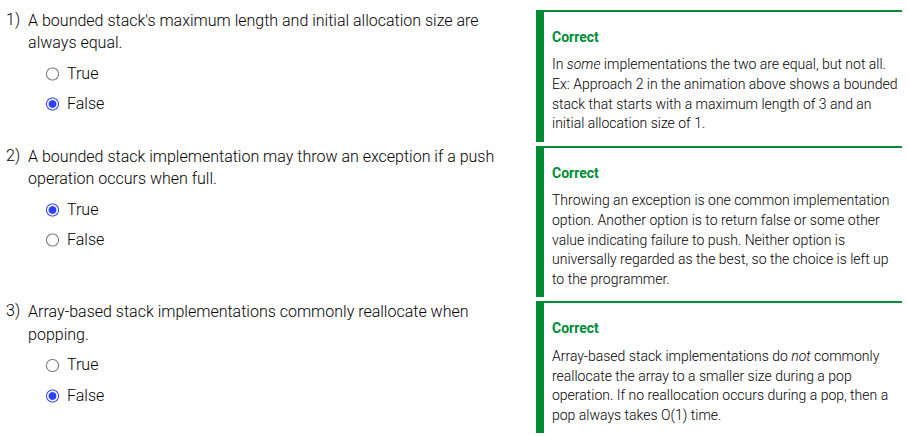 1) A bounded stack's maximum length and initial allocation size are
always equal.
True
False
Correct
In some implementations the two are equal, but not all.
Ex: Approach 2 in the animation above shows a bounded
stack that starts with a maximum length of 3 and an
initial allocation size of 1.
2) A bounded stack implementation may throw an exception if a push
operation occurs when full.
True
False
Correct
Throwing an exception is one common implementation
option. Another option is to return false or some other
value indicating failure to push. Neither option is
universally regarded as the best, so the choice is left up
to the programmer.
3) Array-based stack implementations commonly reallocate when
popping.
True
False
Correct
Array-based stack implementations do not commonly
reallocate the array to a smaller size during a pop
operation. If no reallocation occurs during a pop, then a
pop always takes O(1) time.